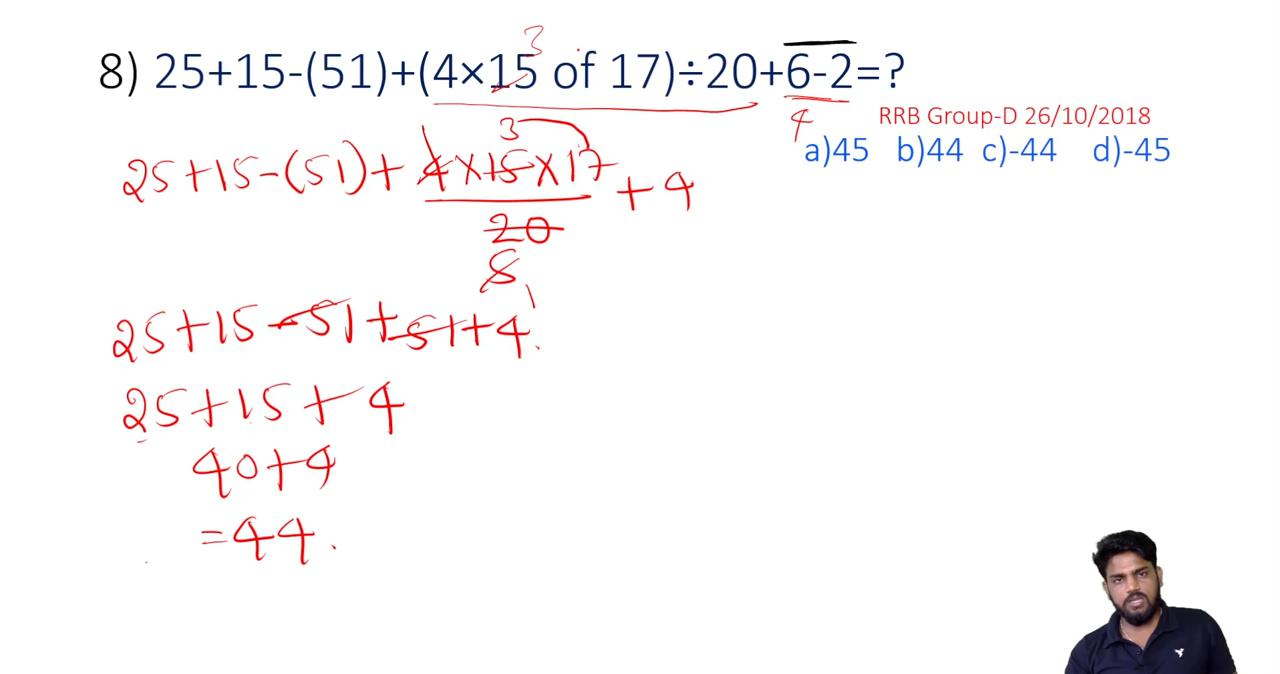 3
8) 25+15-(51)+(4×15 of 17)÷20+6-2=?
4
RRB Group-D 26/10/2018
a)45 b)44 c)-44 d)-45
3
25+15-(51)+ 4×15×17 + 4
20
5
1
25+15-51+51+4.
25+15+4
40+4
=44.